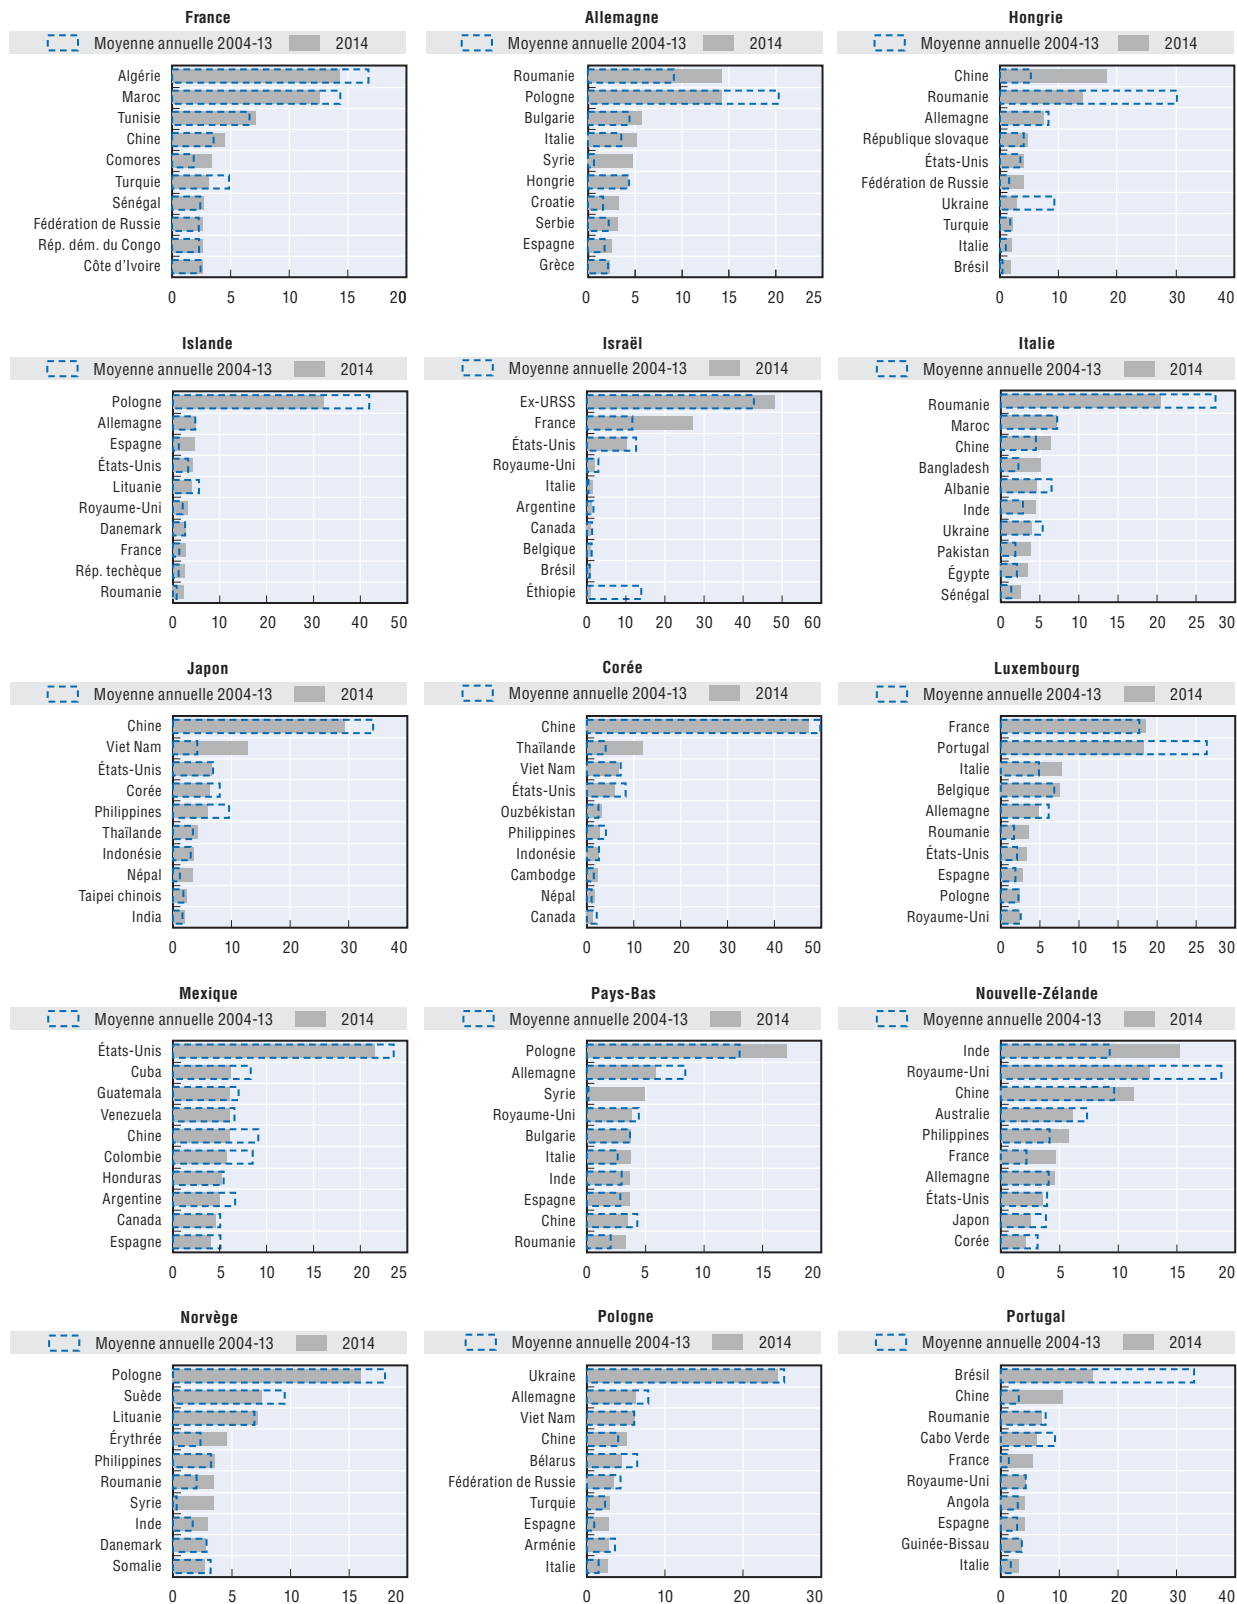 France
Moyenne annuelle 2004-13 2014
Algérie
Maroc
Tunisie
Chine
Comores
Turquie
Sénégal
Fédération de Russie
Rép. dém. du Congo
Côte d'Ivoire
0 5 10 15 20
Allemagne
Moyenne annuelle 2004-13 2014
Roumanie
Pologne
Bulgarie
Italie
Syrie
Hongrie
Croatie
Serbie
Espagne
Grèce
0 5 10 15 20 25
Hongrie
Moyenne annuelle 2004-13 2014
Chine
Roumanie
Allemagne
République slovaque
États-Unis
Fédération de Russie
Ukraine
Turquie
Italie
Brésil
0 10 20 30 40
Islande
Moyenne annuelle 2004-13 2014
Pologne
Allemagne
Espagne
États-Unis
Lituanie
Royaume-Uni
Danemark
France
Rép. techèque
Roumanie
0 10 20 30 40 50
Israël
Moyenne annuelle 2004-13 2014
Ex-URSS
France
États-Unis
Royaume-Uni
Italie
Argentine
Canada
Belgique
Brésil
Éthiopie
0 10 20 30 40 50 60
Italie
Moyenne annuelle 2004-13 2014
Roumanie
Maroc
Chine
Bangladesh
Albanie
Inde
Ukraine
Pakistan
Égypte
Sénégal
0 5 10 15 20 25 30
Japon
Moyenne annuelle 2004-13 2014
Chine
Viet Nam
États-Unis
Corée
Philippines
Thaïlande
Indonésie
Népal
Taipei chinois
India
0 10 20 30 40
Corée
Moyenne annuelle 2004-13 2014
Chine
Thaïlande
Viet Nam
États-Unis
Ouzbékistan
Philippines
Indonésie
Cambodge
Népal
Canada
0 10 20 30 40 50
Luxembourg
Moyenne annuelle 2004-13 2014
France
Portugal
Italie
Belgique
Allemagne
Roumanie
États-Unis
Espagne
Pologne
Royaume-Uni
0 5 10 15 20 25 30
Mexique
Moyenne annuelle 2004-13 2014
États-Unis
Cuba
Guatemala
Venezuela
Chine
Colombie
Honduras
Argentine
Canada
Espagne
0 5 10 15 20 25
Pays-Bas
Moyenne annuelle 2004-13 2014
Pologne
Allemagne
Syrie
Royaume-Uni
Bulgarie
Italie
Inde
Espagne
Chine
Roumanie
0 5 10 15 20
Nouvelle-Zélande
Moyenne annuelle 2004-13 2014
Inde
Royaume-Uni
Chine
Australie
Philippines
France
Allemagne
États-Unis
Japon
Corée
0 5 10 15 20
Norvège
Moyenne annuelle 2004-13 2014
Pologne
Suède
Lituanie
Érythrée
Philippines
Roumanie
Syrie
Inde
Danemark
Somalie
0 5 10 15 20
Pologne
Moyenne annuelle 2004-13 2014
Ukraine
Allemagne
Viet Nam
Chine
Bélarus
Fédération de Russie
Turquie
Espagne
Arménie
Italie
0 10 20 30
Portugal
Moyenne annuelle 2004-13 2014
Brésil
Chine
Roumanie
Cabo Verde
France
Royaume-Uni
Angola
Espagne
Guinée-Bissau
Italie
0 10 20 30 40